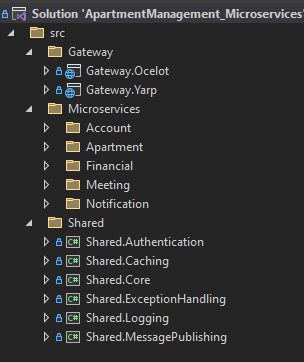 Solution 'ApartmentManagement_Microservices'
src
Gateway
Gateway.Ocelot
Gateway.Yarp
Microservices
Account
Apartment
Financial
Meeting
Notification
Shared
Shared.Authentication
Shared.Caching
Shared.Core
Shared.ExceptionHandling
Shared.Logging
Shared.MessagePublishing